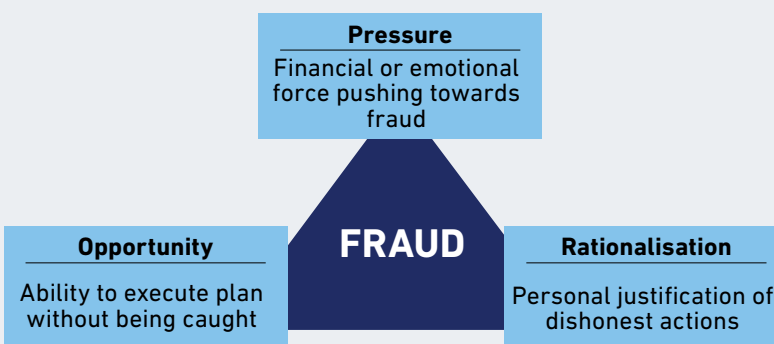 Pressure
Financial or emotional
force pushing towards
fraud
FRAUD
Opportunity
Ability to execute plan
without being caught
Rationalisation
Personal justification of
dishonest actions